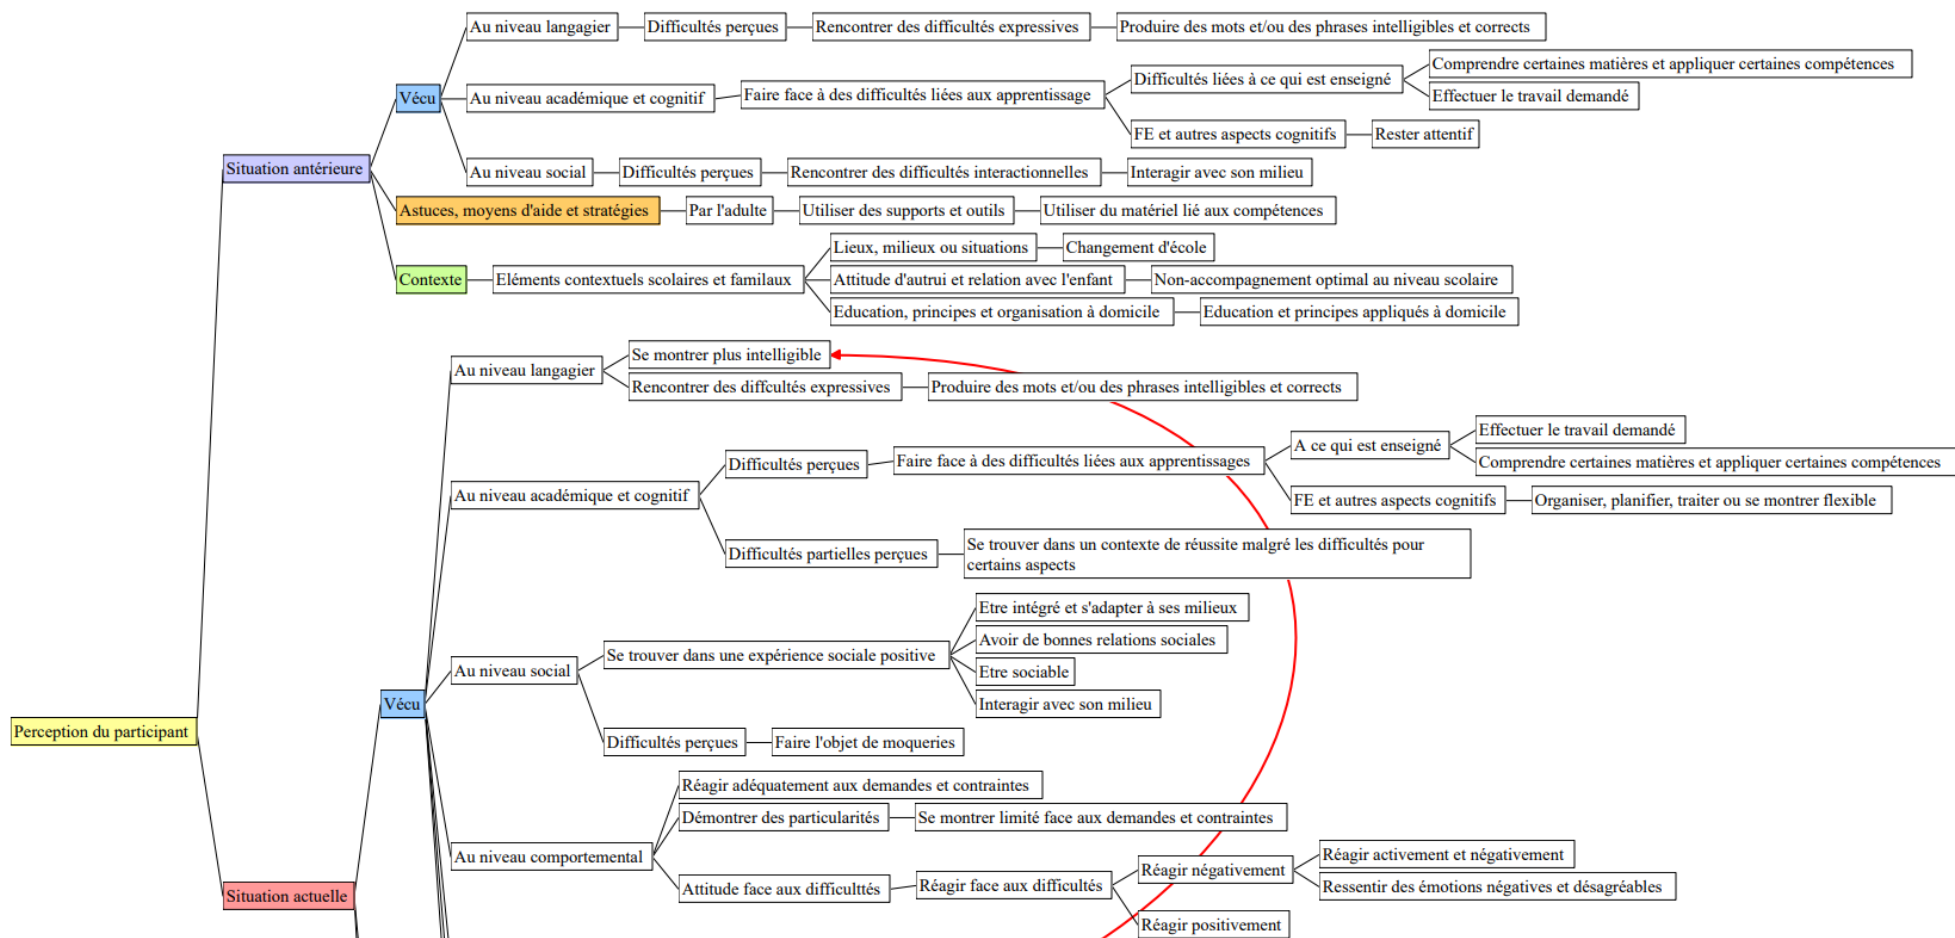 Au niveau langagier
Difficultés perçues
Rencontrer des difficultés expressives
Produire des mots et/ou des phrases intelligibles et corrects
Vécu
Au niveau académique et cognitif
Faire face à des difficultés liées aux apprentissage
Difficultés liées à ce qui est enseigné
Comprendre certaines matières et appliquer certaines compétences
Effectuer le travail demandé
FE et autres aspects cognitifs
Rester attentif
Situation antérieure
Au niveau social
Difficultés perçues
Rencontrer des difficultés interactionnelles
Interagir avec son milieu
Astuces, moyens d'aide et stratégies
Par l'adulte
Utiliser des supports et outils
Utiliser du matériel lié aux compétences
Contexte
Eléments contextuels scolaires et familaux
Lieux, milieux ou situations
Changement d'école
Attitude d'autrui et relation avec l'enfant
Non-accompagnement optimal au niveau scolaire
Education, principes et organisation à domicile
Education et principes appliqués à domicile
Au niveau langagier
Se montrer plus intelligible
Rencontrer des diffcultés expressives
Produire des mots et/ou des phrases intelligibles et corrects
Au niveau académique et cognitif
Difficultés perçues
Faire face à des difficultés liées aux apprentissages
A ce qui est enseigné
Effectuer le travail demandé
Comprendre certaines matières et appliquer certaines compétences
FE et autres aspects cognitifs
Organiser, planifier, traiter ou se montrer flexible
Difficultés partielles perçues
Se trouver dans un contexte de réussite malgré les difficultés pour
certains aspects
Au niveau social
Se trouver dans une expérience sociale positive
Etre intégré et s'adapter à ses milieux
Avoir de bonnes relations sociales
Etre sociable
Interagir avec son milieu
Vécu
Perception du participant
Difficultés perçues
Faire l'objet de moqueries
Au niveau comportemental
Réagir adéquatement aux demandes et contraintes
Démontrer des particularités
Se montrer limité face aux demandes et contraintes
Attitude face aux difficulttés
Réagir face aux difficultés
Réagir négativement
Réagir activement et négativement
Ressentir des émotions négatives et désagréables
Réagir positivement
Situation actuelle